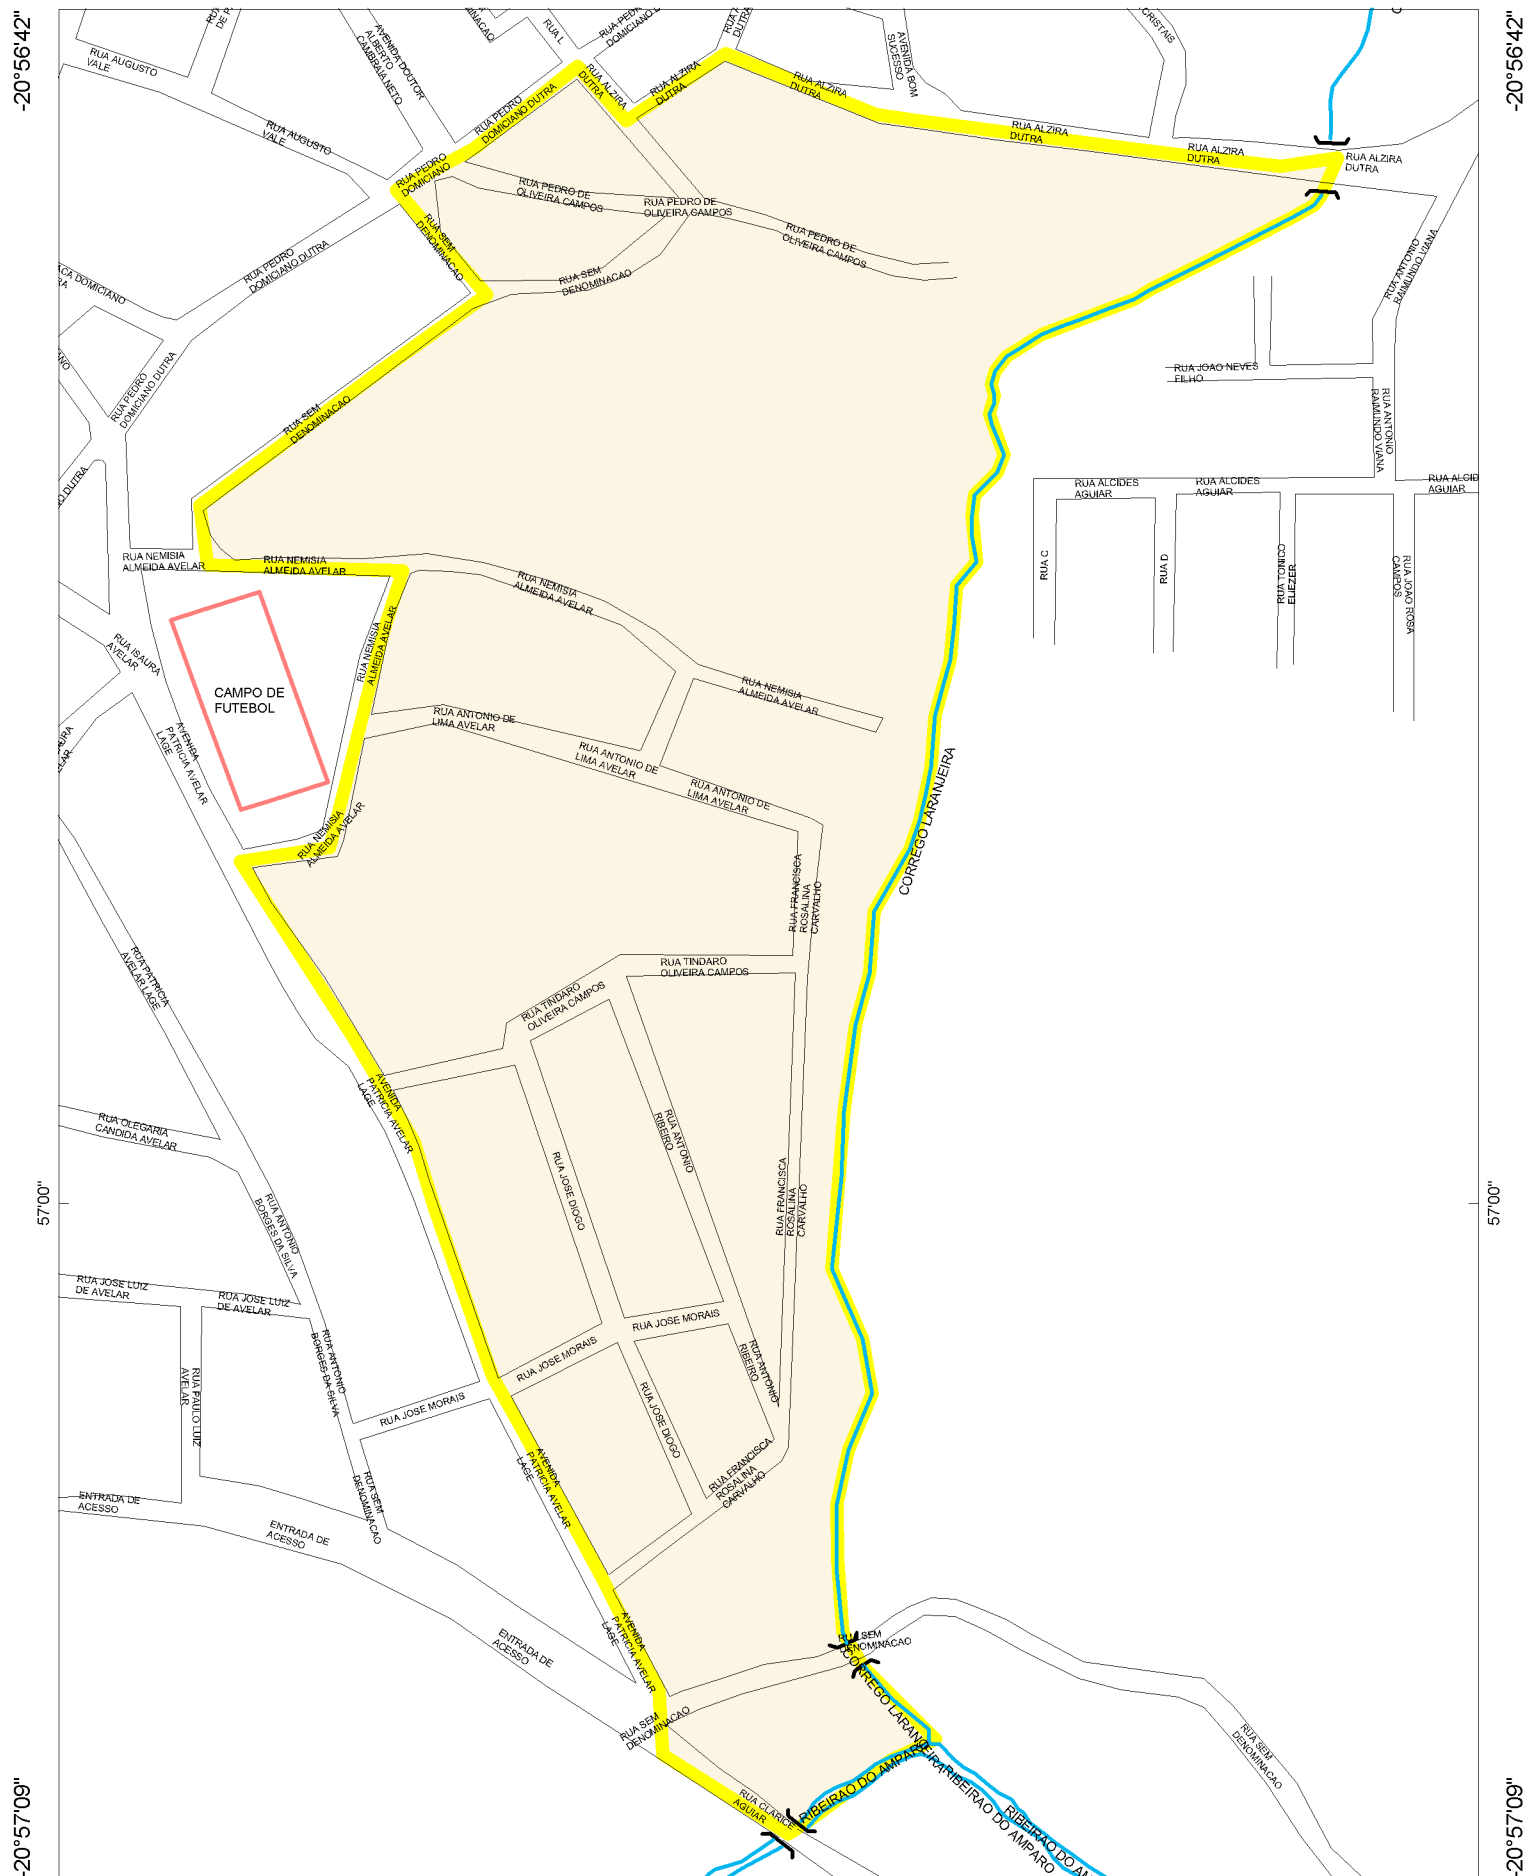 -20°56'42"
-20°56'42"
RUA L
RUA AUGUSTO
VALE
AVENIDA DOUTOR
ALBERTO
CAMBRAIA NETO
RUA PEDRO
DOMICIANO DUTRA
RUA ALZIRA
DUTRA
RUA ALZIRA
DUTRA
RUA ALZIRA
DUTRA
AVENIDA BOM
SUCESSO
CRISTAIS
RUA ALZIRA
DUTRA
RUA ALZIRA
DUTRA
RUA ALZIRA
DUTRA
RUA AUGUSTO
VALE
RUA PEDRO
DOMICIANO
RUA PEDRO DE
OLIVEIRA CAMPOS
RUA PEDRO DE
OLIVEIRA CAMPOS
RUA PEDRO DE
OLIVEIRA CAMPOS
RUA SEM
DENOMINACAO
RUA SEM
DENOMINACAO
RUA PEDRO
DOMICIANO DUTRA
RUA ANTONIO
RAIMUNDO VIANA
ACA DOMICIANO
RUA PEDRO
DOMICIANO DUTRA
RUA JOAO NEVES
FILHO
RUA ANTONIO
RAIMUNDO VIANA
RUA SEM
DENOMINACAO
O DUTRA
RUA ALCIDES
AGUIAR
RUA ALCIDES
AGUIAR
RUA ALCID
AGUIAR
RUA C
RUA D
RUA TONICO
ELIEZER
RUA JOAO ROSA
CAMPOS
RUA NEMISIA
ALMEIDA AVELAR
RUA NEMISIA
ALMEIDA AVELAR
RUA NEMISIA
ALMEIDA AVELAR
RUA ISAURA
AVELAR
RUA NEMISIA
ALMEIDA AVELAR
CAMPO DE
FUTEBOL
RUA NEMISIA
ALMEIDA AVELAR
RUA ANTONIO DE
LIMA AVELAR
RUA ANTONIO DE
LIMA AVELAR
RUA ANTONIO DE
LIMA AVELAR
AVENIDA
PATRICIA AVELAR
LAGE
CORREGO LARANJEIRA
RUA NEMISIA
ALMEIDA AVELAR
RUA FRANCISCA
ROSALINA
CARVALHO
RUA TINDARO
OLIVEIRA CAMPOS
RUA TINDARO
OLIVEIRA CAMPOS
RUA PATRICIA
AVELAR LAGE
AVENIDA
PATRICIA AVELAR
LAGE
RUA OLEGARIA
CANDIDA AVELAR
RUA ANTONIO
RIBEIRO
RUA JOSE DIOGO
RUA FRANCISCA
ROSALINA
CARVALHO
57'00"
57'00"
RUA ANTONIO
BORGES DA SILVA
RUA JOSE LUIZ
DE AVELAR
RUA JOSE LUIZ
DE AVELAR
RUA JOSE MORAIS
RUA JOSE MORAIS
RUA ANTONIO
RIBEIRO
RUA ANTONIO
BORGES DA SILVA
RUA PAULO LUIZ
AVELAR
RUA JOSE MORAIS
RUA JOSE DIOGO
RUA FRANCISCA
ROSALINA
CARVALHO
AVENIDA
PATRICIA AVELAR
LAGE
RUA SEM
DENOMINACAO
ENTRADA DE
ACESSO
ENTRADA DE
ACESSO
ENTRADA DE
ACESSO
AVENIDA
PATRICIA AVELAR
LAGE
RUA SEM
DENOMINACAO
CORREGO LARANJEIRA
RUA SEM
DENOMINACAO
RUA SEM
DENOMINACAO
RIBEIRAO DO AMPARO
RIBEIRAO DO AMPARO
RIBEIRAO DO AM
RUA CLARICE
AGUIAR
-20°57'09"
-20°57'09"